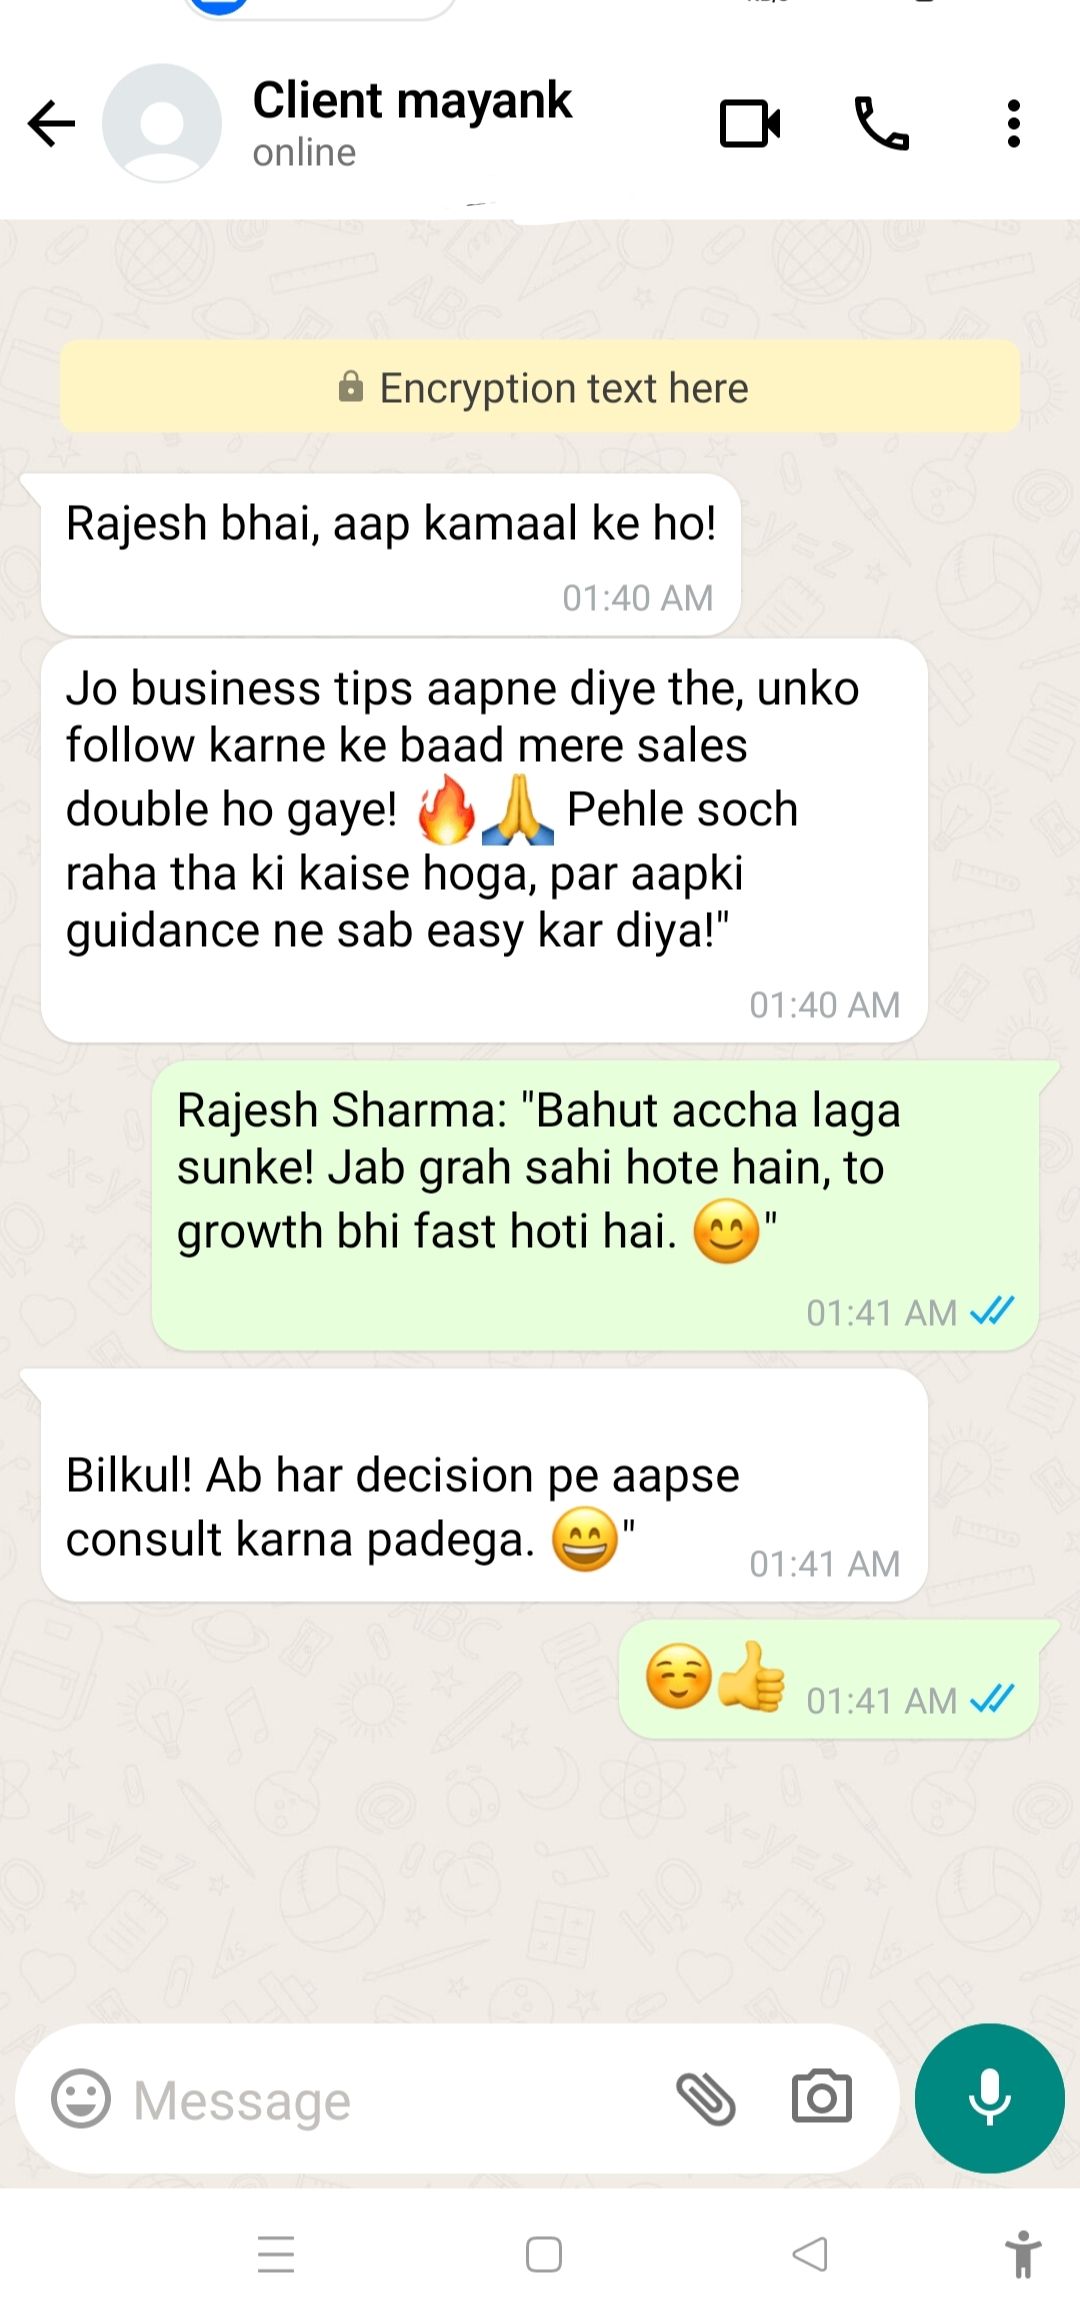 Client mayank
online
Encryption text here
Rajesh bhai, aap kamaal ke ho!
01:40 AM
Jo business tips aapne diye the, unko
follow karne ke baad mere sales
double ho gaye! 🔥🙏 Pehle soch
raha tha ki kaise hoga, par aapki
guidance ne sab easy kar diya!"
01:40 AM
Rajesh Sharma: "Bahut accha laga
sunke! Jab grah sahi hote hain, to
growth bhi fast hoti hai. 😊"
01:41 AM
Bilkul! Ab har decision pe aapse
consult karna padega. 😄"
01:41 AM
☺️👍 01:41 AM
Message